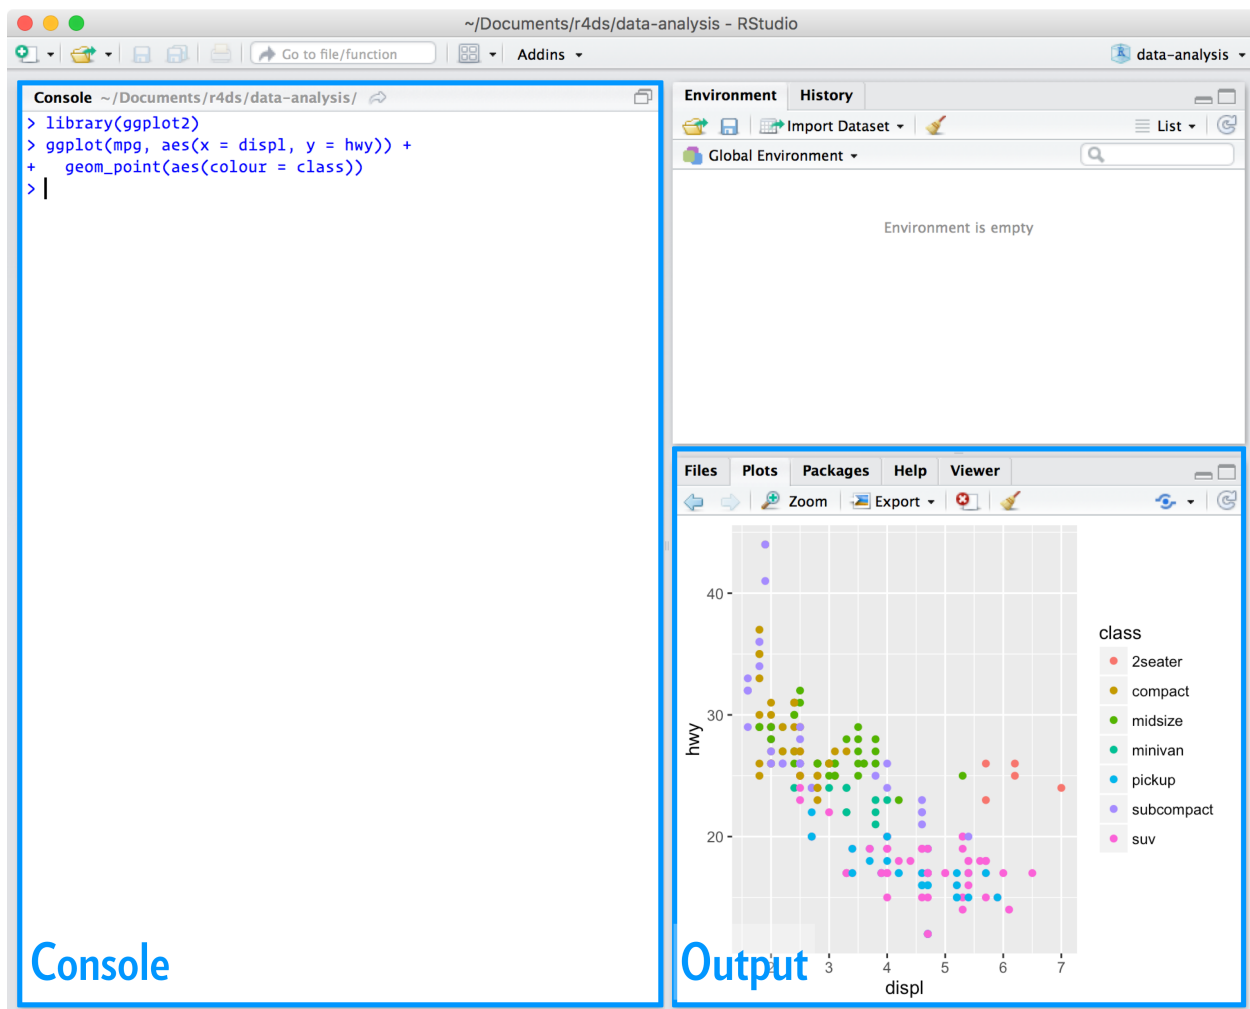 ~/Documents/r4ds/data-analysis - RStudio
Go to file/function
Addins
R data-analysis
Console ~/Documents/r4ds/data-analysis/
> library(ggplot2)
> ggplot(mpg, aes(x = displ, y = hwy)) +
+   geom_point(aes(colour = class))
>
Console
Environment History
Import Dataset
List
Global Environment
Environment is empty
Files Plots Packages Help Viewer
Zoom
Export
40
30
20
hwy
2 3 4 5 6 7
displ
class
2seater
compact
midsize
minivan
pickup
subcompact
suv
Output